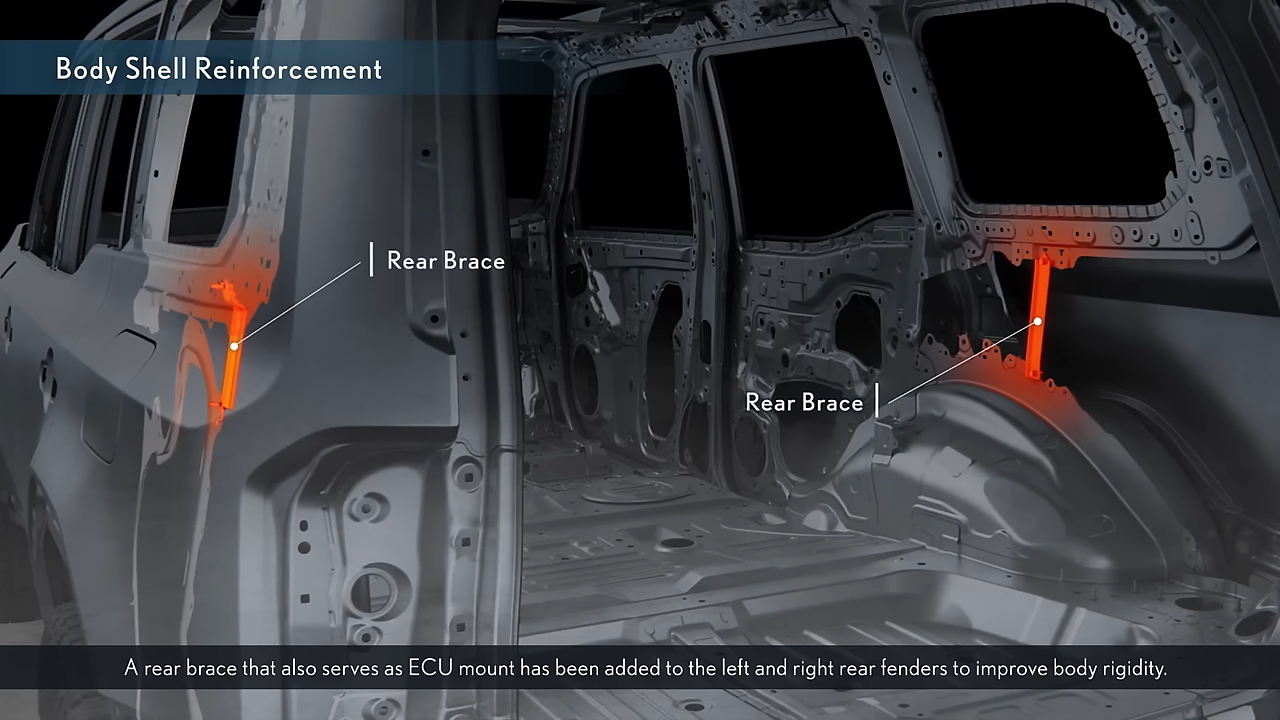 Body Shell Reinforcement
Rear Brace
Rear Brace
A rear brace that also serves as ECU mount has been added to the left and right rear fenders to improve body rigidity.